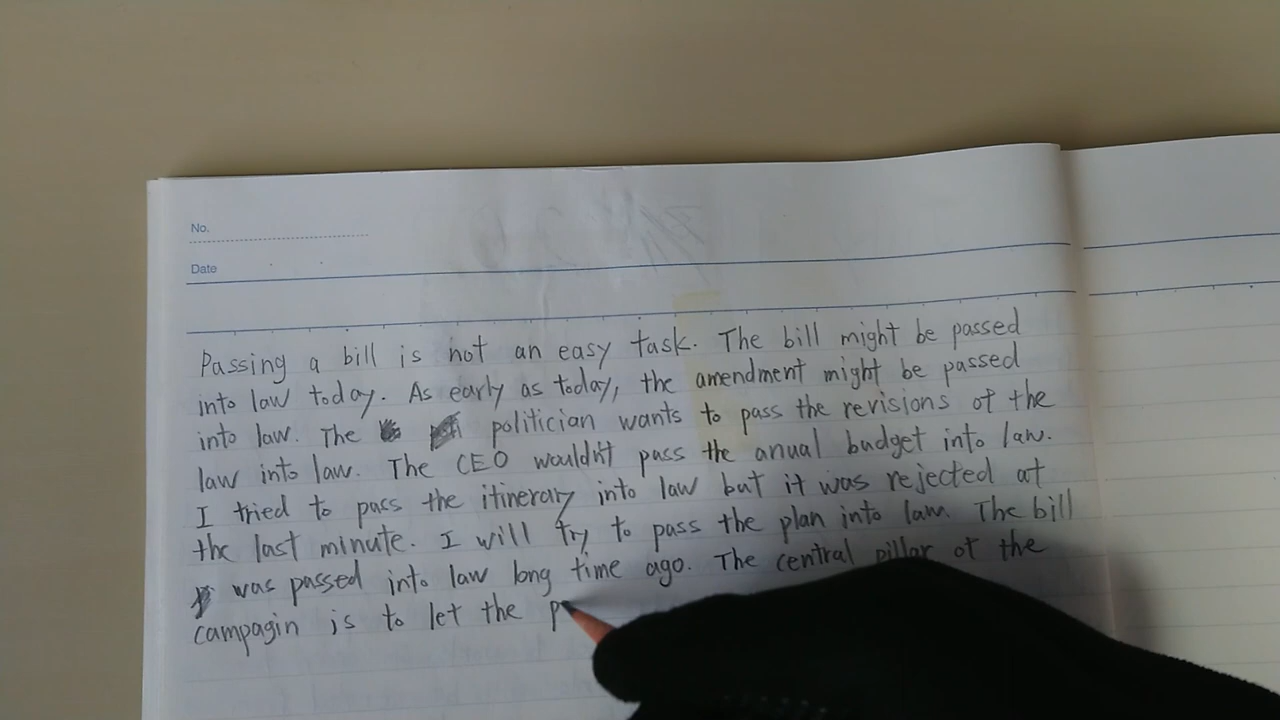 No.
Date
Passing a bill is not an easy task. The bill might be passed
into law today. As early as today, the amendment might be passed
into law. The politician wants to pass the revisions of the
law into law. The CEO wouldn't pass the anual budget into law.
I tried to pass the itinerary into law but it was rejected at
the last minute. I will try to pass the plan into law. The bill
was passed into law long time ago. The central pillar of the
campagin is to let the p